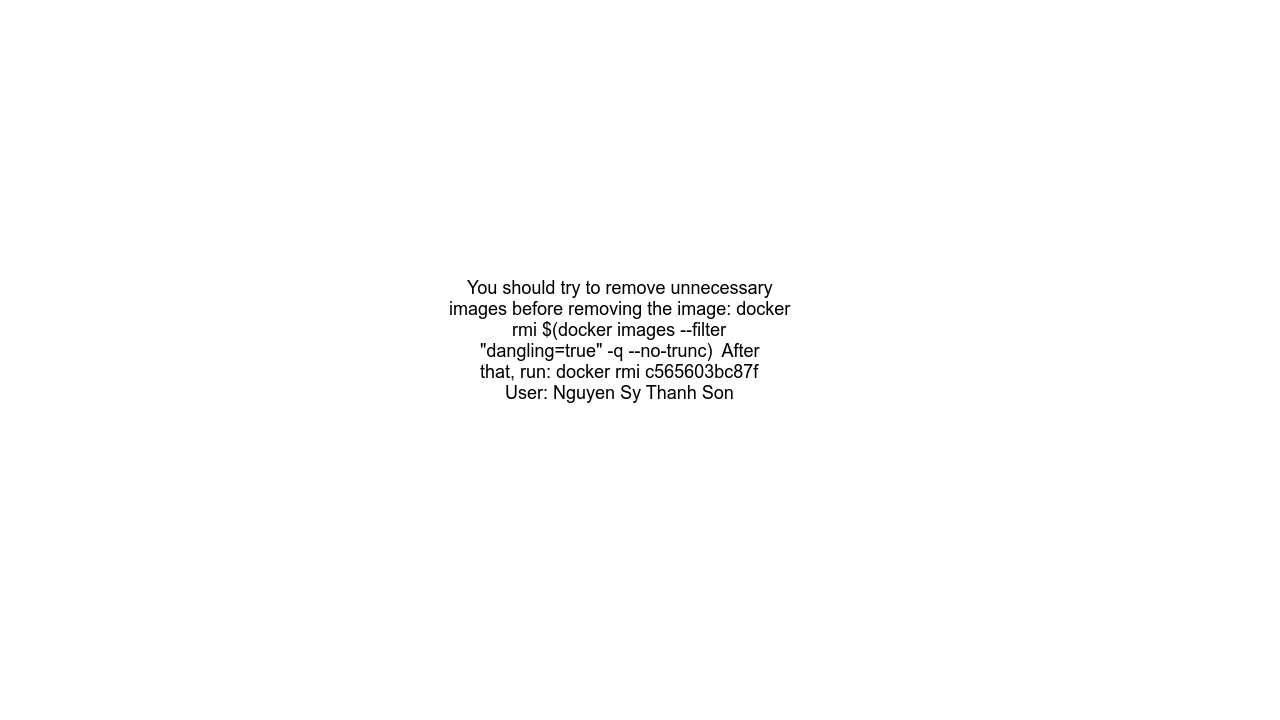 You should try to remove unnecessary
images before removing the image: docker
rmi $(docker images --filter
"dangling=true" -q --no-trunc)  After
that, run: docker rmi c565603bc87f
User: Nguyen Sy Thanh Son